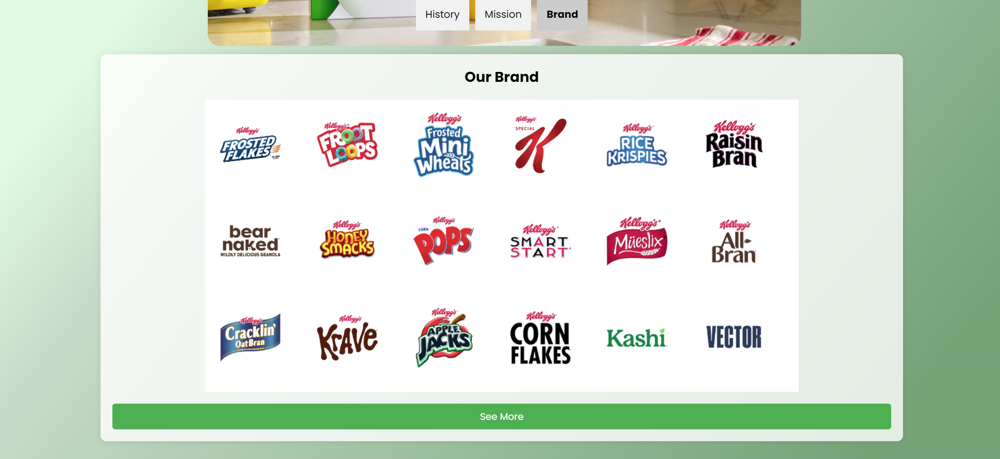 History
Mission
Brand
Our Brand
Kellogg's
FROSTED
FLAKES
Kellogg's
FROOT
LOOPS
Kellogg's
Frosted
Mini
Wheats
Kellogg's
SPECIAL
K
Kellogg's
RICE
KRISPIES
Kellogg's
Raisin
Bran
bear
naked
WILDLY DELICIOUS GRANOLA
Kellogg's
HONEY
SMACKS
Kellogg's
CORN
POPS
Kellogg's
SMART
START
Kellogg's
Müeslix
Kellogg's
All-
Bran
Kellogg's
Cracklin'
OatBran
Kellogg's
KRAVE
Kellogg's
APPLE
JACKS
Kellogg's
CORN
FLAKES
Kashi
VECTOR
See More